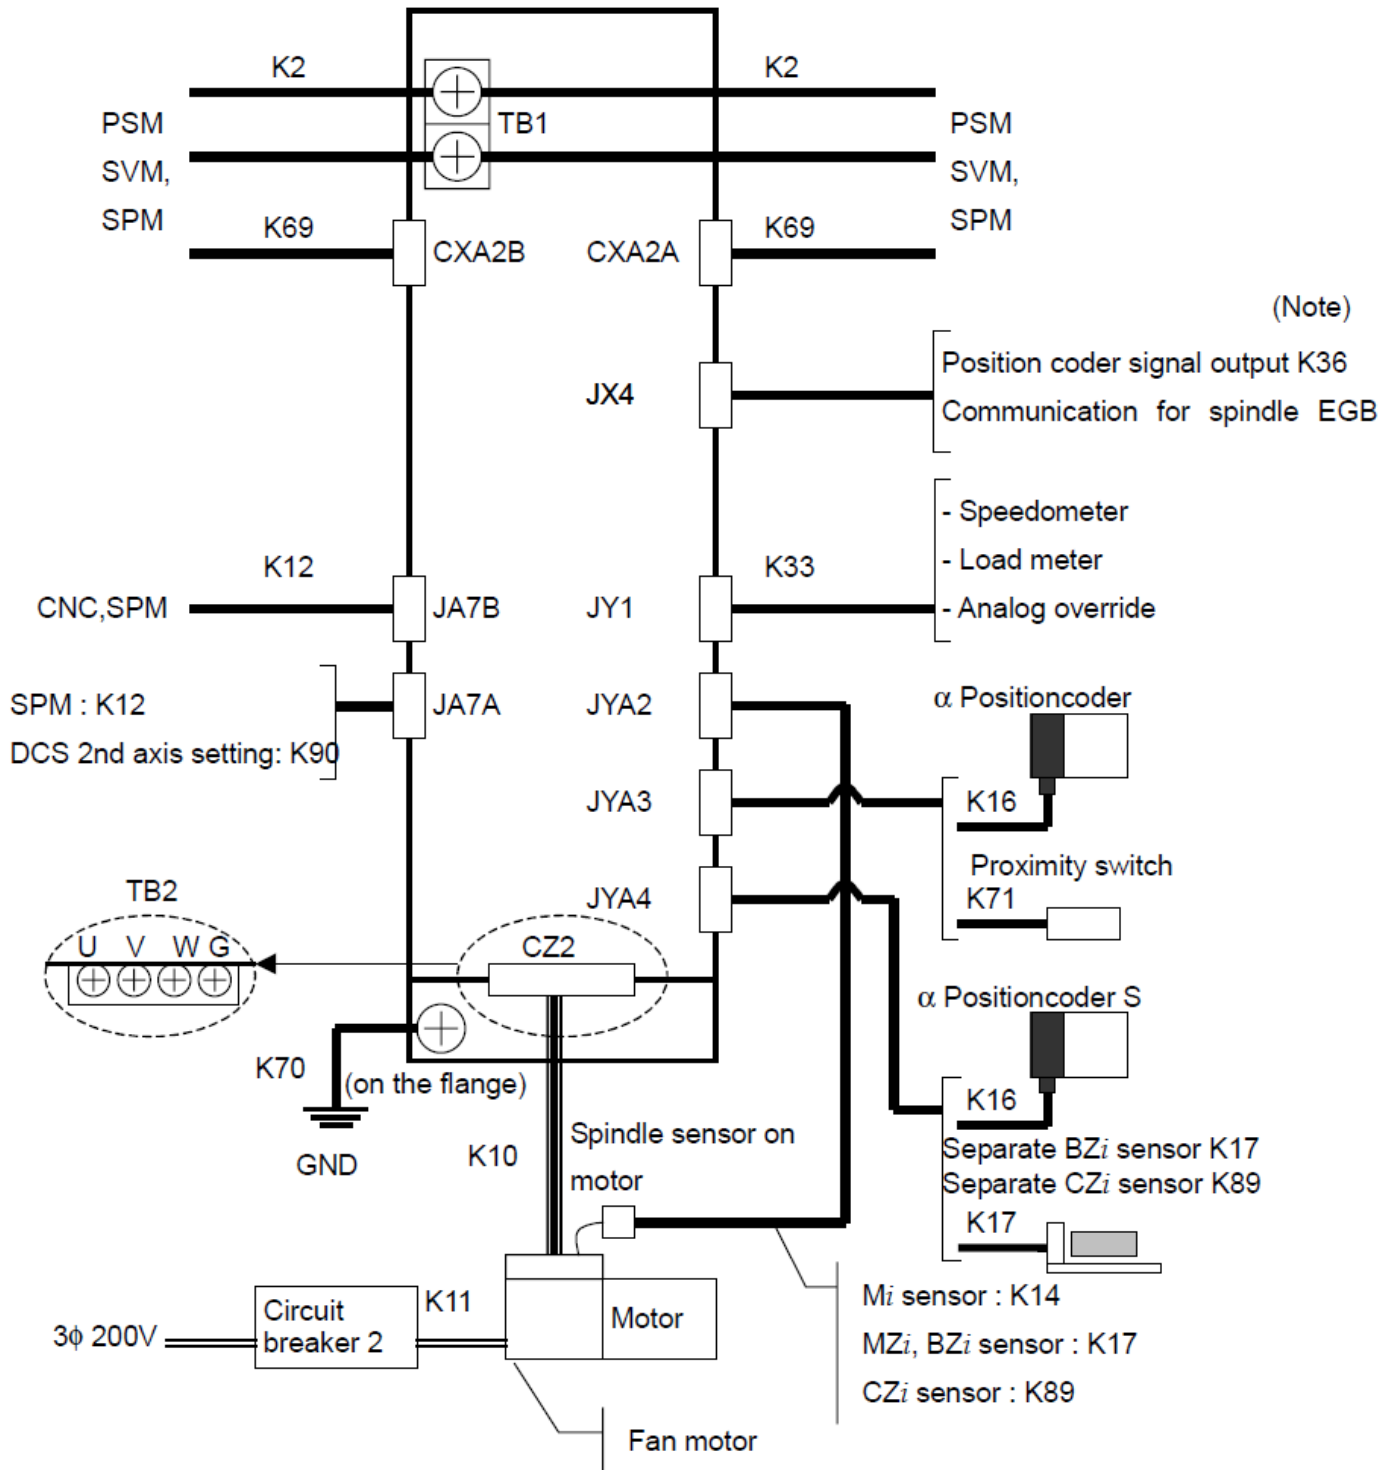 K2
K2
TB1
PSM
SVM,
SPM
PSM
SVM,
SPM
K69
CXA2B
CXA2A
K69
(Note)
JX4
Position coder signal output K36
Communication for spindle EGB
- Speedometer
- Load meter
- Analog override
K12
CNC,SPM
JA7B
JY1
K33
SPM : K12
DCS 2nd axis setting: K90
JA7A
JYA2
α Positioncoder
JYA3
K16
Proximity switch
K71
JYA4
TB2
U V W G
CZ2
α Positioncoder S
K70
(on the flange)
GND
K10
Spindle sensor on
motor
K16
Separate BZi sensor K17
Separate CZi sensor K89
K17
3ϕ 200V
Circuit
breaker 2
K11
Motor
Mi sensor : K14
MZi, BZi sensor : K17
CZi sensor : K89
Fan motor